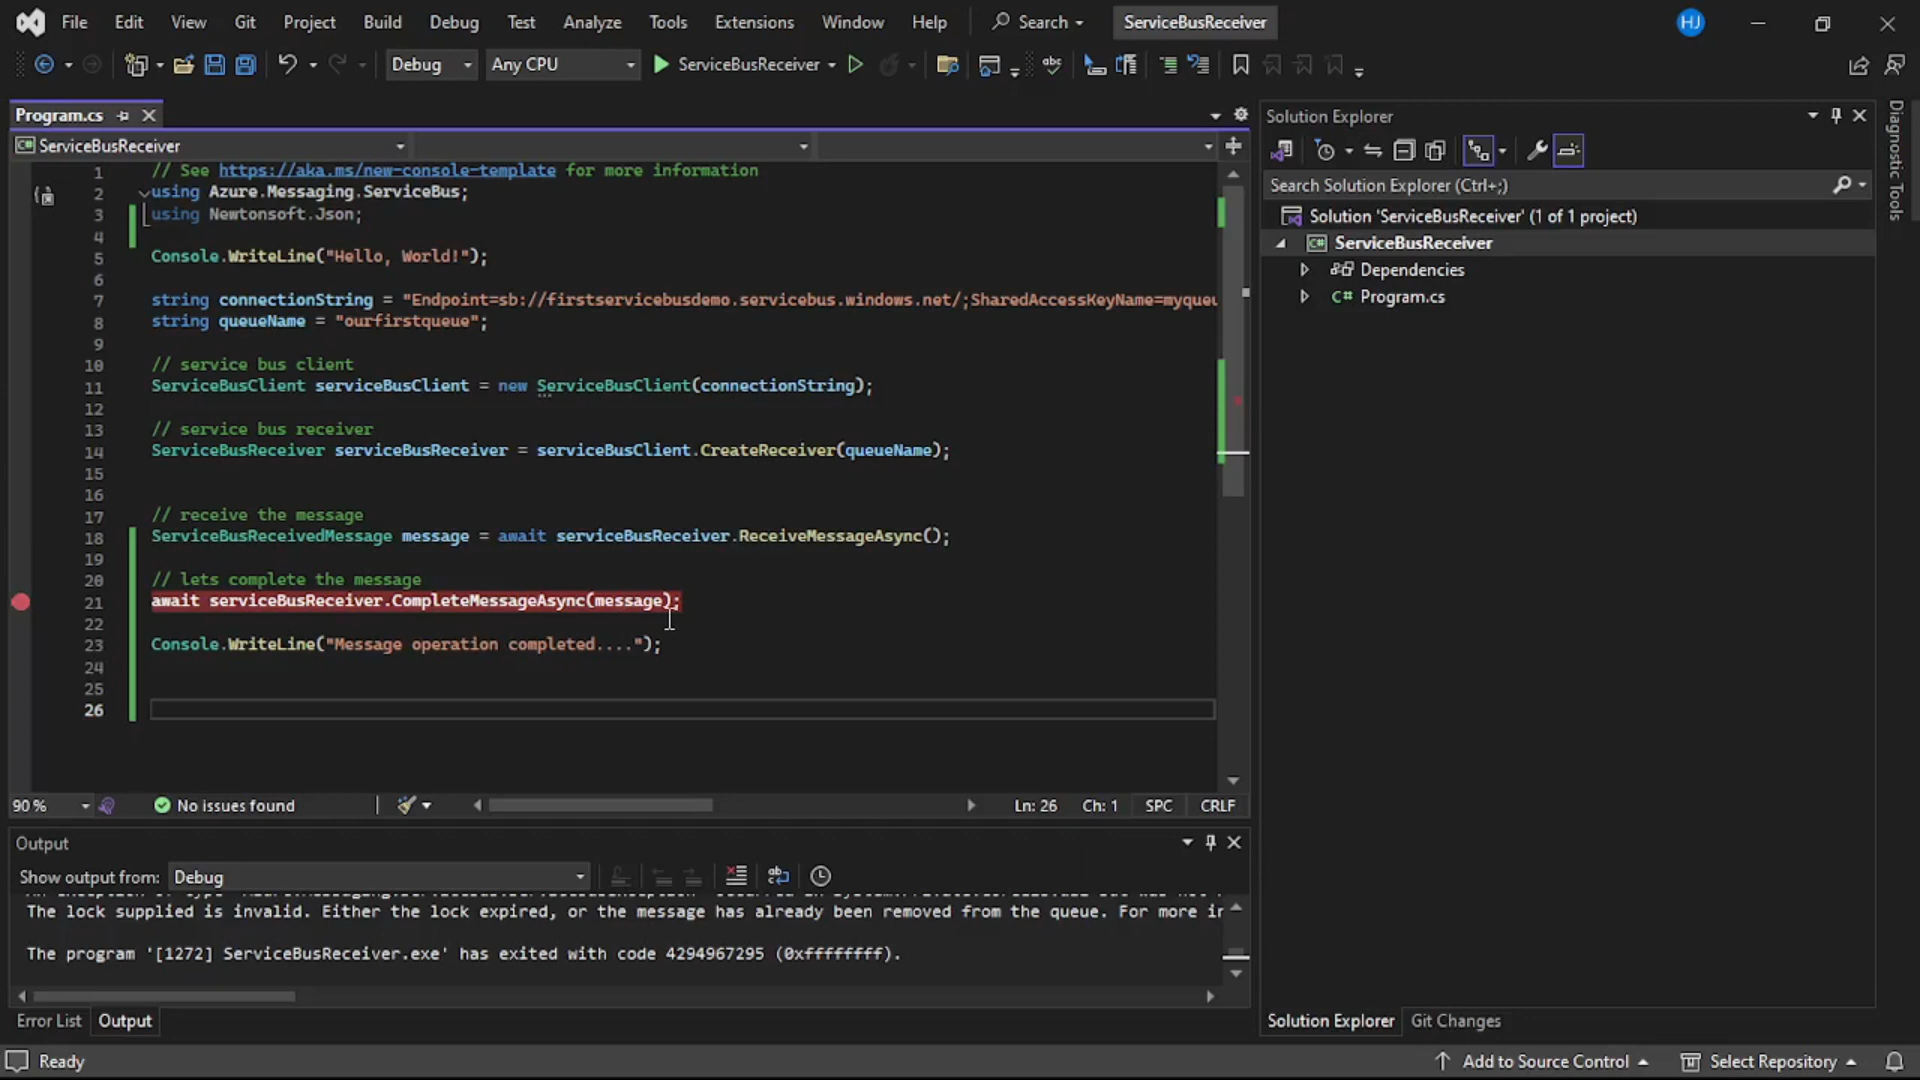 File Edit View Git Project Build Debug Test Analyze Tools Extensions Window Help Search ServiceBusReceiver HJ
Debug Any CPU ServiceBusReceiver
Program.cs
ServiceBusReceiver
1 // See https://aka.ms/new-console-template for more information
2 using Azure.Messaging.ServiceBus;
3 using Newtonsoft.Json;
4
5 Console.WriteLine("Hello, World!");
6
7 string connectionString = "Endpoint=sb://firstservicebusdemo.servicebus.windows.net/;SharedAccessKeyName=myqueu
8 string queueName = "ourfirstqueue";
9
10 // service bus client
11 ServiceBusClient serviceBusClient = new ServiceBusClient(connectionString);
12
13 // service bus receiver
14 ServiceBusReceiver serviceBusReceiver = serviceBusClient.CreateReceiver(queueName);
15
16
17 // receive the message
18 ServiceBusReceivedMessage message = await serviceBusReceiver.ReceiveMessageAsync();
19
20 // lets complete the message
21 await serviceBusReceiver.CompleteMessageAsync(message);
22
23 Console.WriteLine("Message operation completed....");
24
25
26
90 % No issues found Ln: 26 Ch: 1 SPC CRLF
Output
Show output from: Debug
The lock supplied is invalid. Either the lock expired, or the message has already been removed from the queue. For more ir
The program '[1272] ServiceBusReceiver.exe' has exited with code 4294967295 (0xffffffff).
Error List Output
Solution Explorer
Search Solution Explorer (Ctrl+;)
Solution 'ServiceBusReceiver' (1 of 1 project)
ServiceBusReceiver
Dependencies
C# Program.cs
Solution Explorer Git Changes
Diagnostic Tools
Ready Add to Source Control Select Repository